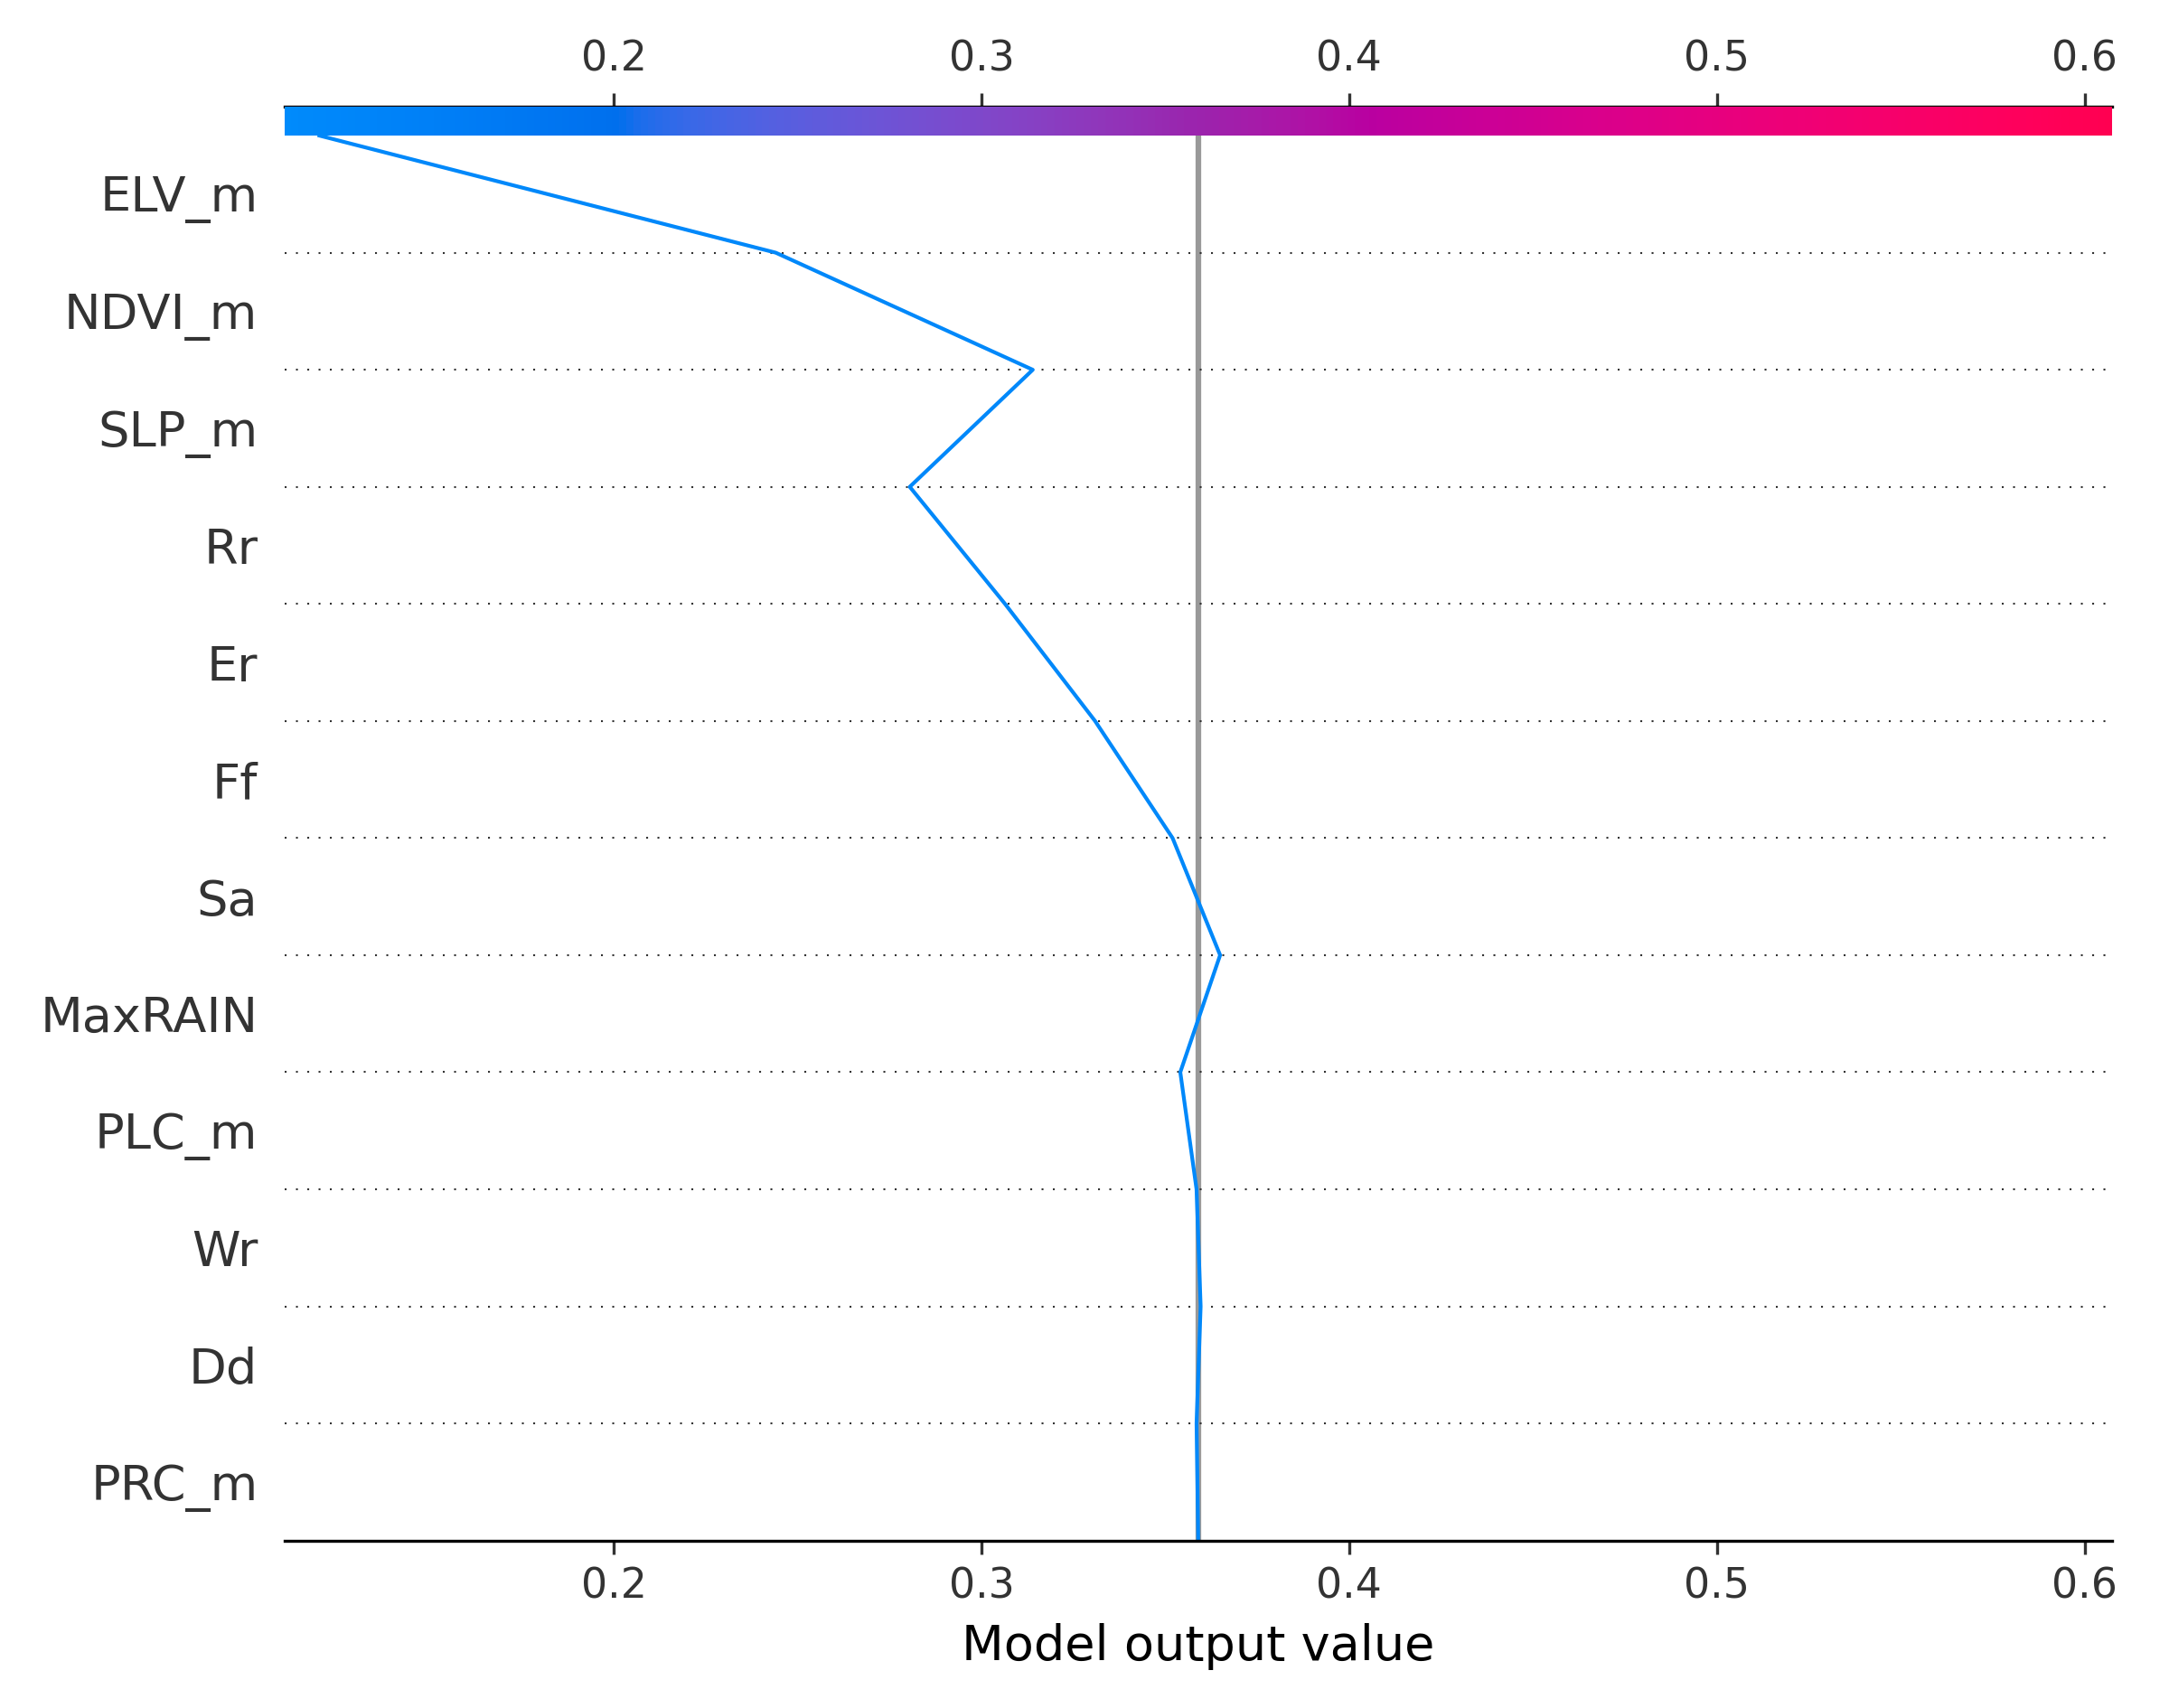 0.2 0.3 0.4 0.5 0.6
ELV_m
NDVI_m
SLP_m
Rr
Er
Ff
Sa
MaxRAIN
PLC_m
Wr
Dd
PRC_m
0.2 0.3 0.4 0.5 0.6
Model output value